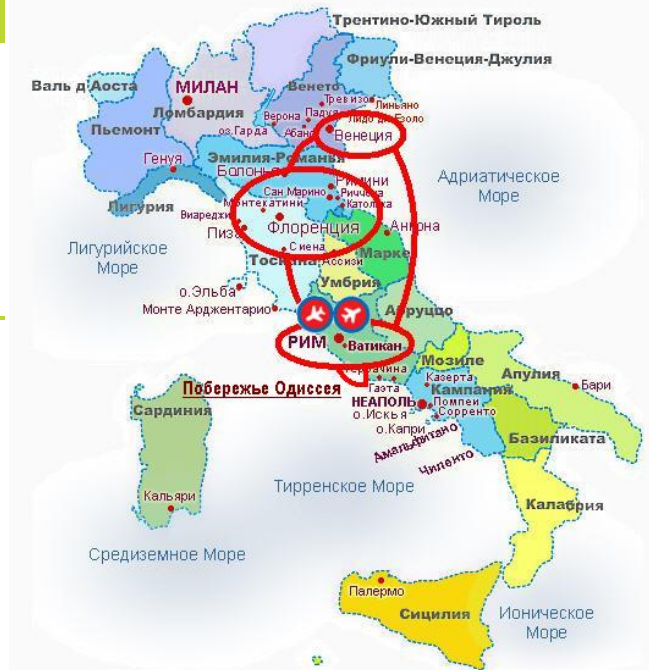 Трентино-Южный Тироль
Фриули-Венеция-Джулия
Валь д'Аоста
МИЛАН
Венето
Тревизо
Линьяно
Ломбардия
Верона
Падуя
Лидо ди Езоло
Пьемонт
оз.Гарда
Абано
Венеция
Генуя
Эмилия-Романья
Болонья
Адриатическое
Море
Сан Марино
Римини
Риччоне
Лигурия
Монтекатини
Католика
Виареджи
Флоренция
Анкона
Пиза
Лигурийское
Море
Сиена
Тоскана
Ассизи
Марке
Умбрия
о.Эльба
Монте Арджентарио
Абруццо
РИМ
Ватикан
Мозиле
Террачина
Апулия
Казерта
Побережье Одиссея
Гаэта
Кампания
Бари
НЕАПОЛЬ
Помпеи
Сардиния
о.Искья
Сорренто
о.Капри
Амальфитано
Базиликата
Чиленто
Тирренское Море
Кальяри
Калабрия
Средиземное Море
Палермо
Сицилия
Ионическое
Море